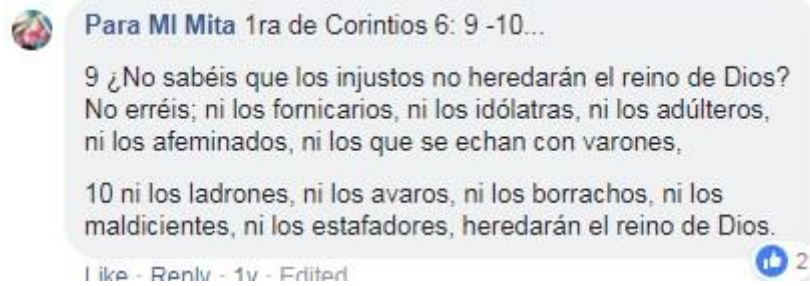 Para MI Mita 1ra de Corintios 6: 9 -10...
9 ¿No sabéis que los injustos no heredarán el reino de Dios?
No erréis; ni los fornicarios, ni los idólatras, ni los adúlteros,
ni los afeminados, ni los que se echan con varones,
10 ni los ladrones, ni los avaros, ni los borrachos, ni los
maldicientes, ni los estafadores, heredarán el reino de Dios.
2
Like · Reply · 1y · Edited